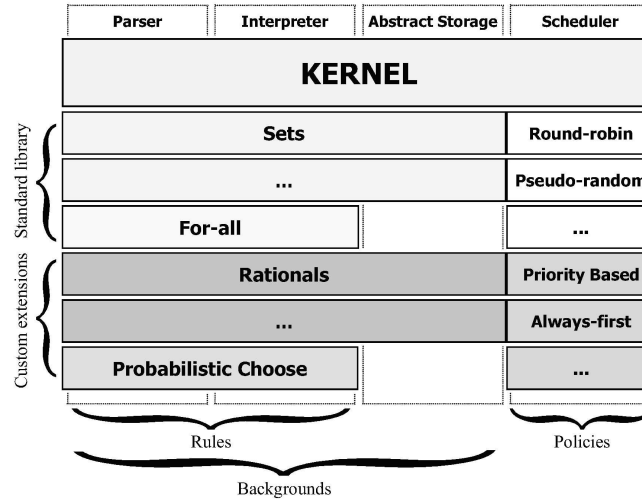 Parser Interpreter Abstract Storage Scheduler
KERNEL
Standard library
Sets Round-robin
... Pseudo-random
For-all ...
Custom extensions
Rationals Priority Based
... Always-first
Probabilistic Choose ...
Rules Policies
Backgrounds